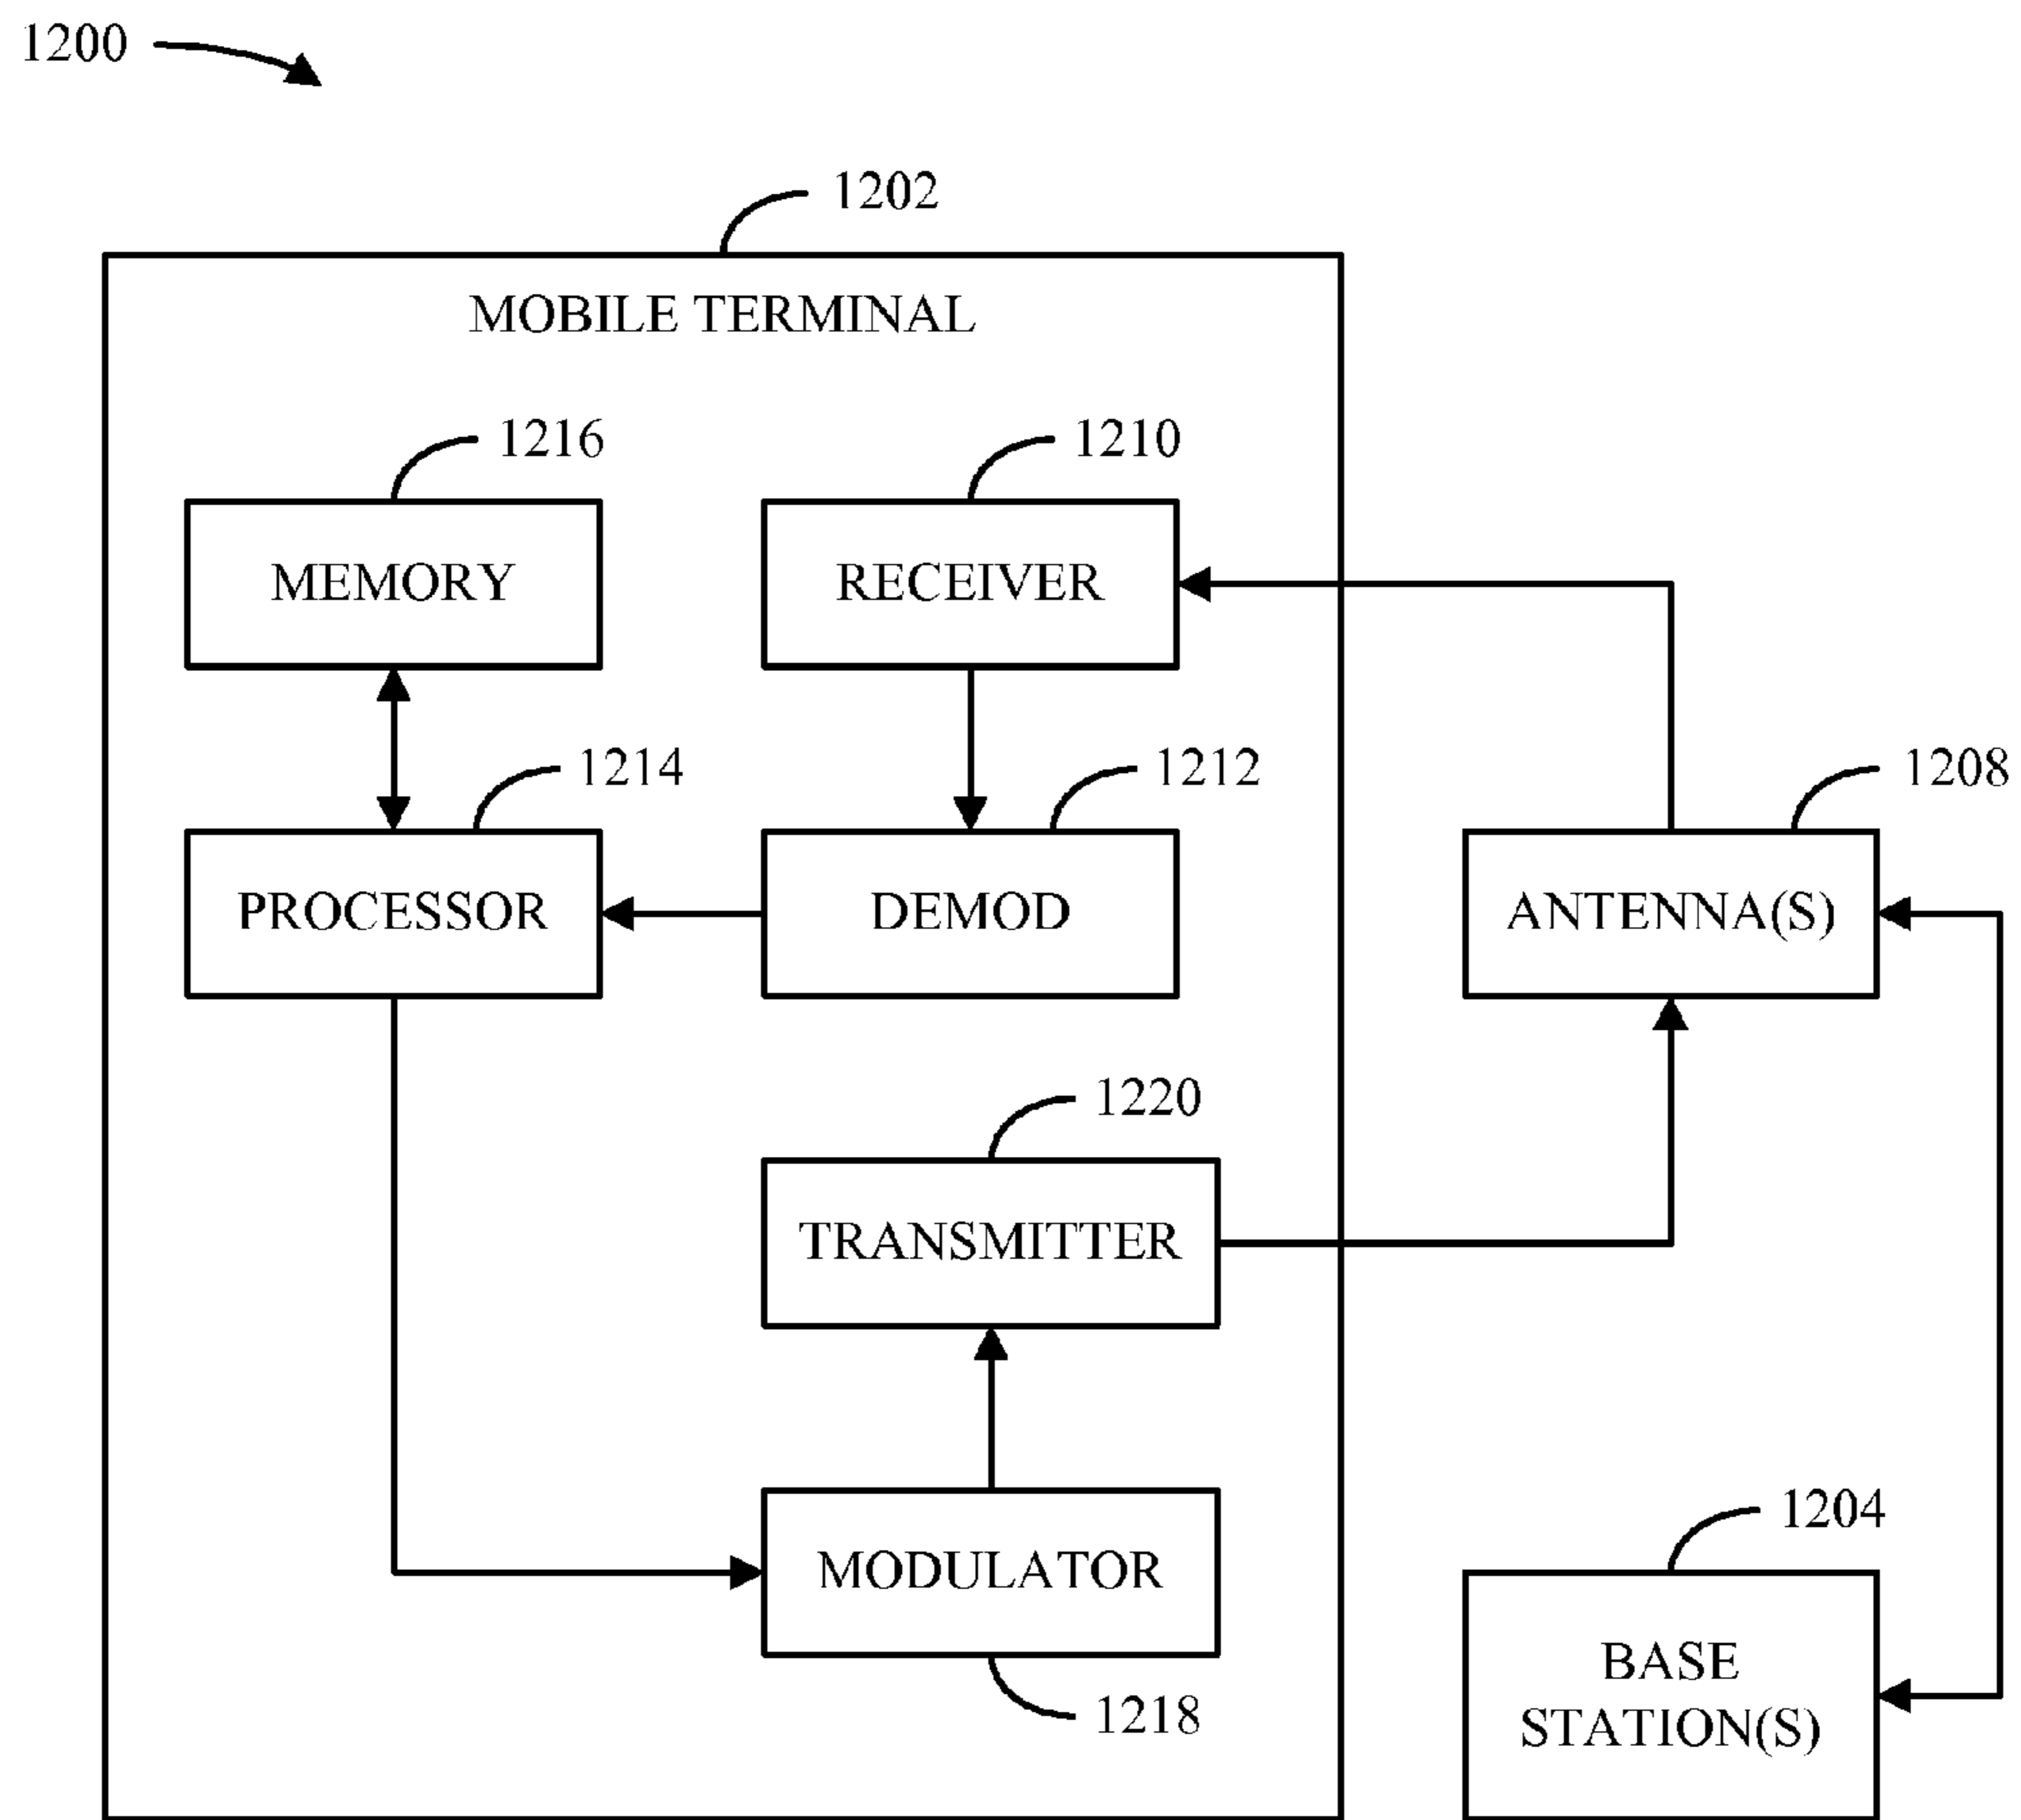 1200
1202
MOBILE TERMINAL
1216
1210
MEMORY
RECEIVER
1214
1212
1208
PROCESSOR
DEMOD
ANTENNA(S)
1220
TRANSMITTER
1204
MODULATOR
BASE
STATION(S)
1218